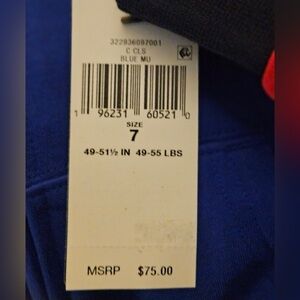 322936097001
C CLS
BLUE MU
1 96231 60521 0
SIZE
7
49-51½ IN 49-55 LBS
MSRP $75.00